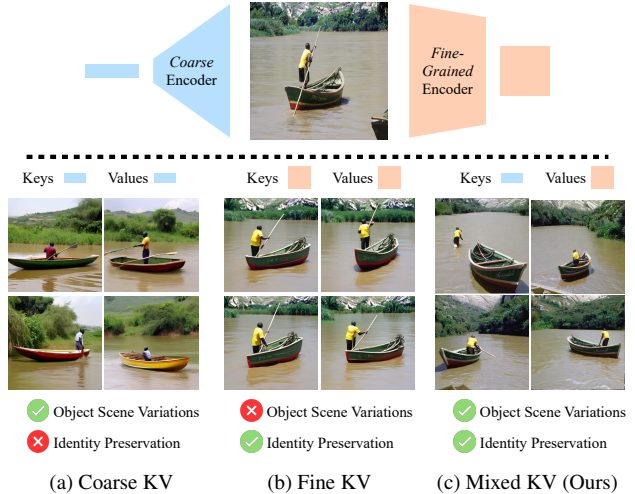 Coarse
Encoder
Fine-
Grained
Encoder
Keys Values
Keys Values
Keys Values
Object Scene Variations
Identity Preservation
Object Scene Variations
Identity Preservation
Object Scene Variations
Identity Preservation
(a) Coarse KV
(b) Fine KV
(c) Mixed KV (Ours)